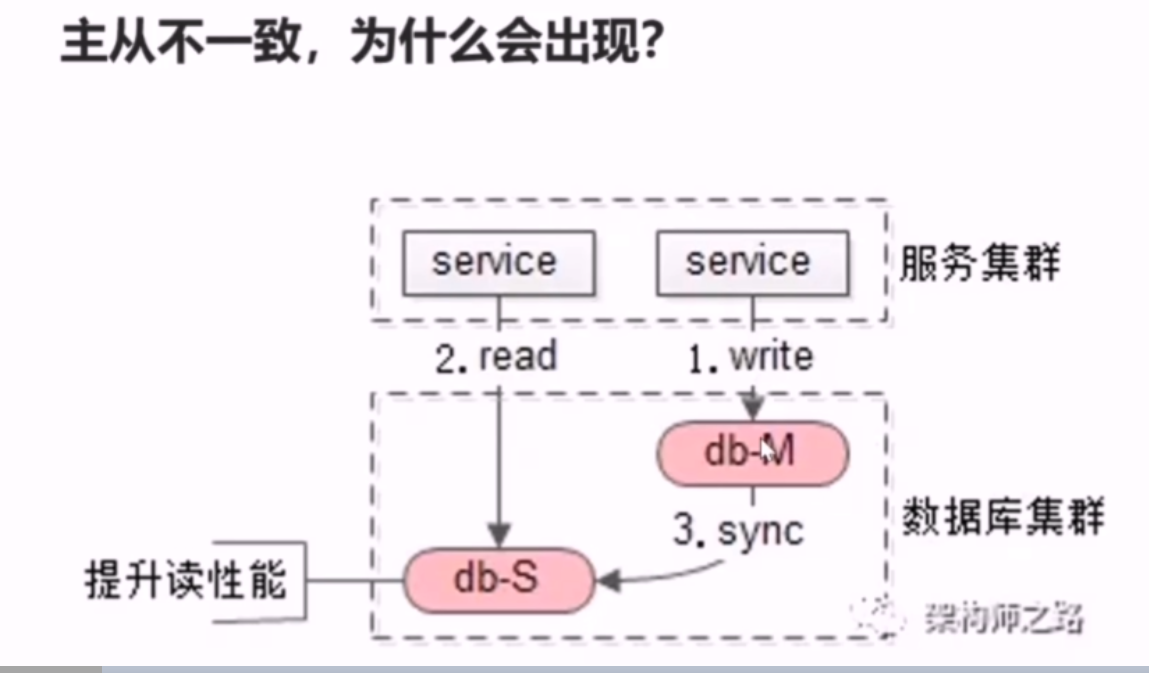 主从不一致，为什么会出现？
service
service
服务集群
2. read
1. write
db-M
数据库集群
3. sync
提升读性能
db-S
架构师之路